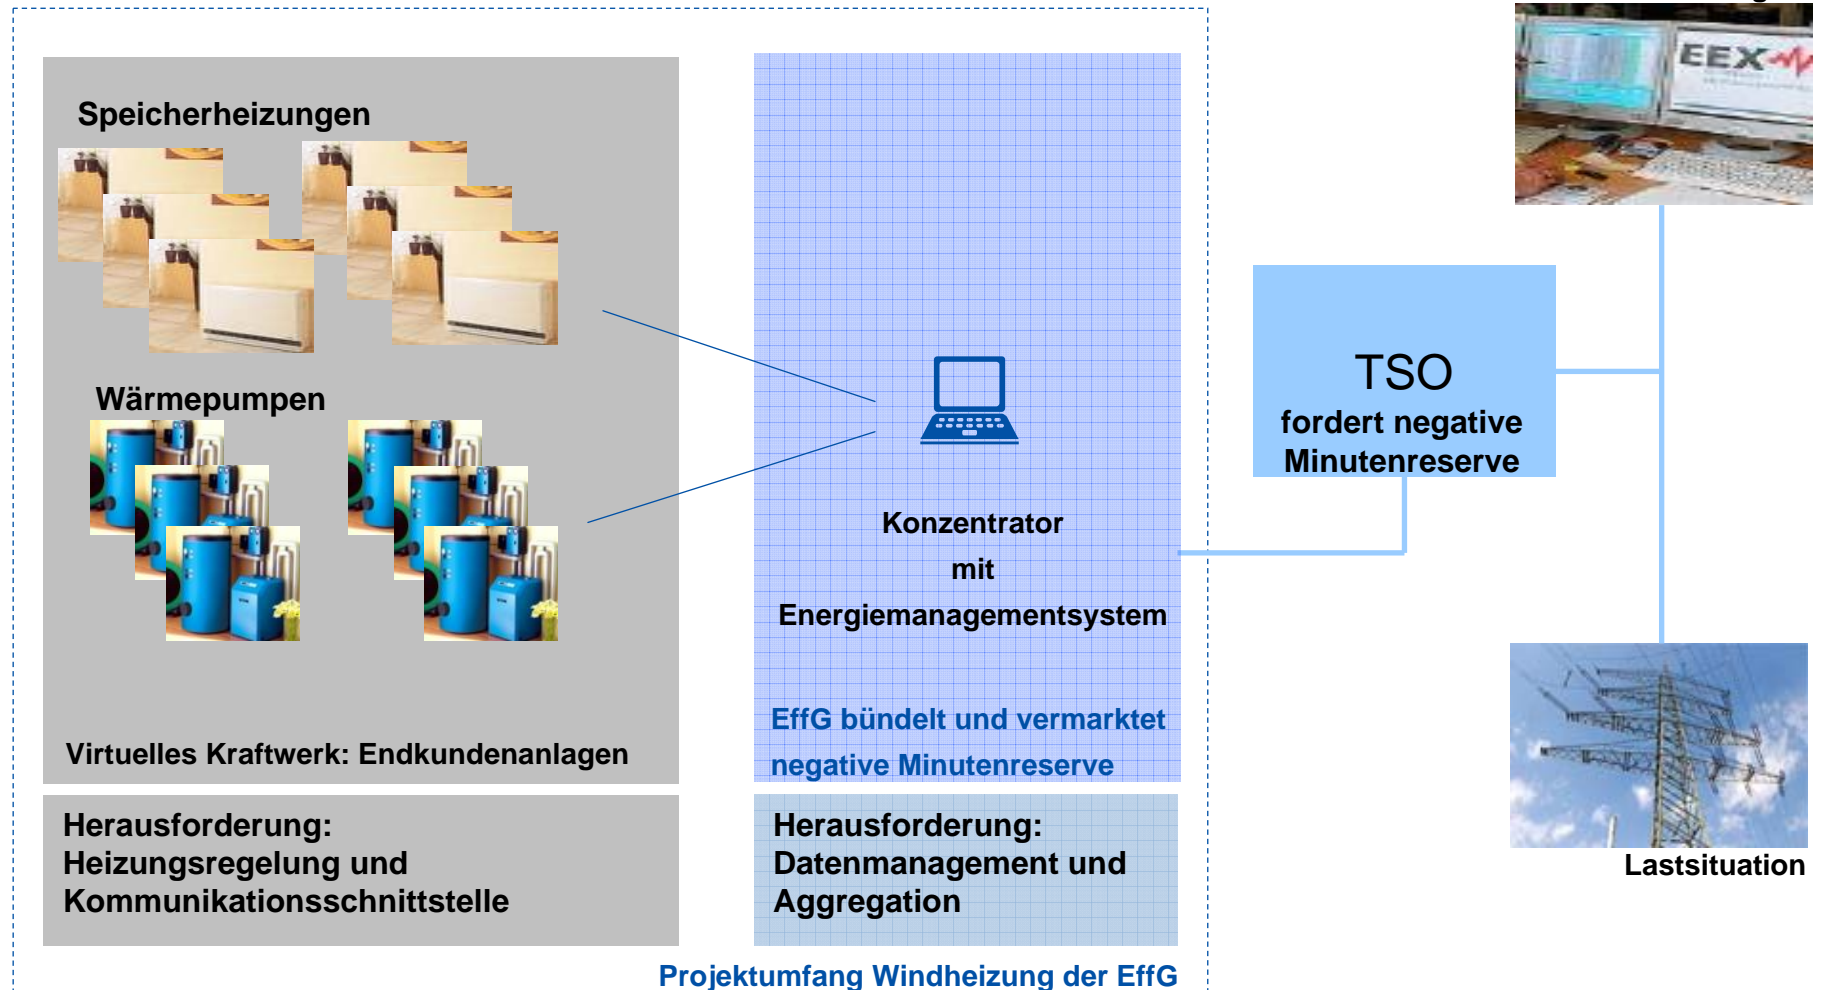 Speicherheizungen
Wärmepumpen
Virtuelles Kraftwerk: Endkundenanlagen
Herausforderung:
Heizungsregelung und
Kommunikationsschnittstelle
Konzentrator
mit
Energiemanagementsystem
EffG bündelt und vermarktet
negative Minutenreserve
Herausforderung:
Datenmanagement und
Aggregation
Projektumfang Windheizung der EffG
EEX
TSO
fordert negative
Minutenreserve
Lastsituation